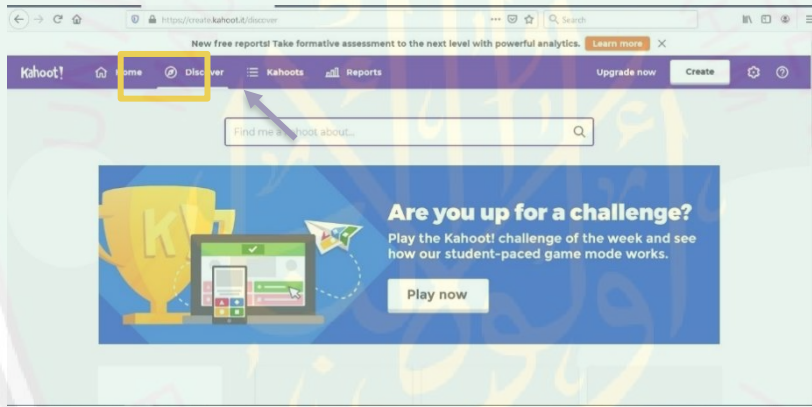 https://create.kahoot.it/discover
Search
New free reports! Take formative assessment to the next level with powerful analytics. Learn more
Kahoot! Home Discover Kahoots Reports Upgrade now Create
Find me a kahoot about...
Are you up for a challenge?
Play the Kahoot! challenge of the week and see
how our student-paced game mode works.
Play now